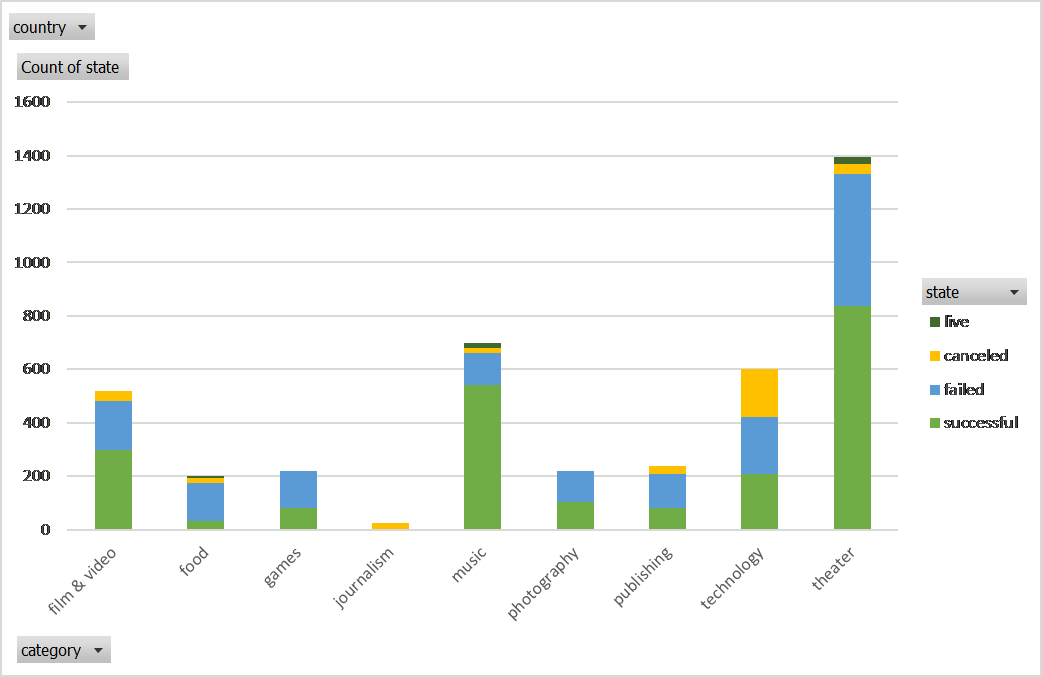 country
Count of state
1600
1400
1200
1000
800
600
400
200
0
film & video
food
games
journalism
music
photography
publishing
technology
theater
state
live
canceled
failed
successful
category